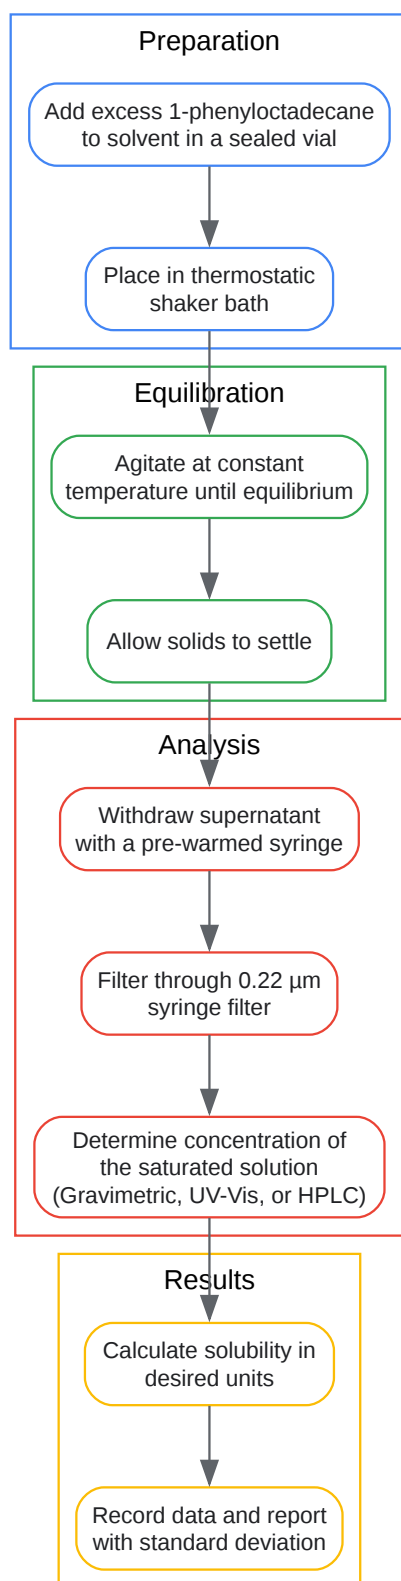 Preparation
Add excess 1-phenyloctadecane
to solvent in a sealed vial
Place in thermostatic
shaker bath
Equilibration
Agitate at constant
temperature until equilibrium
Allow solids to settle
Analysis
Withdraw supernatant
with a pre-warmed syringe
Filter through 0.22 µm
syringe filter
Determine concentration of
the saturated solution
(Gravimetric, UV-Vis, or HPLC)
Results
Calculate solubility in
desired units
Record data and report
with standard deviation